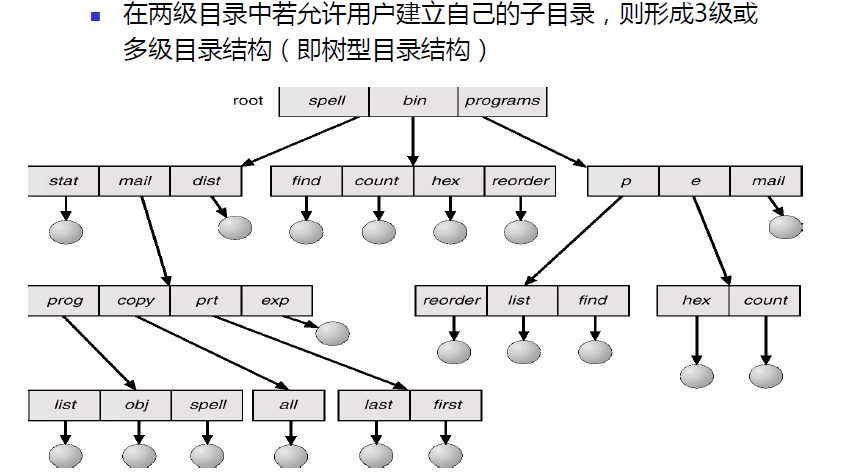 在两级目录中若允许用户建立自己的子目录，则形成3级或
多级目录结构（即树型目录结构）
root spell bin programs
stat mail dist find count hex reorder p e mail
prog copy prt exp reorder list find hex count
list obj spell all last first